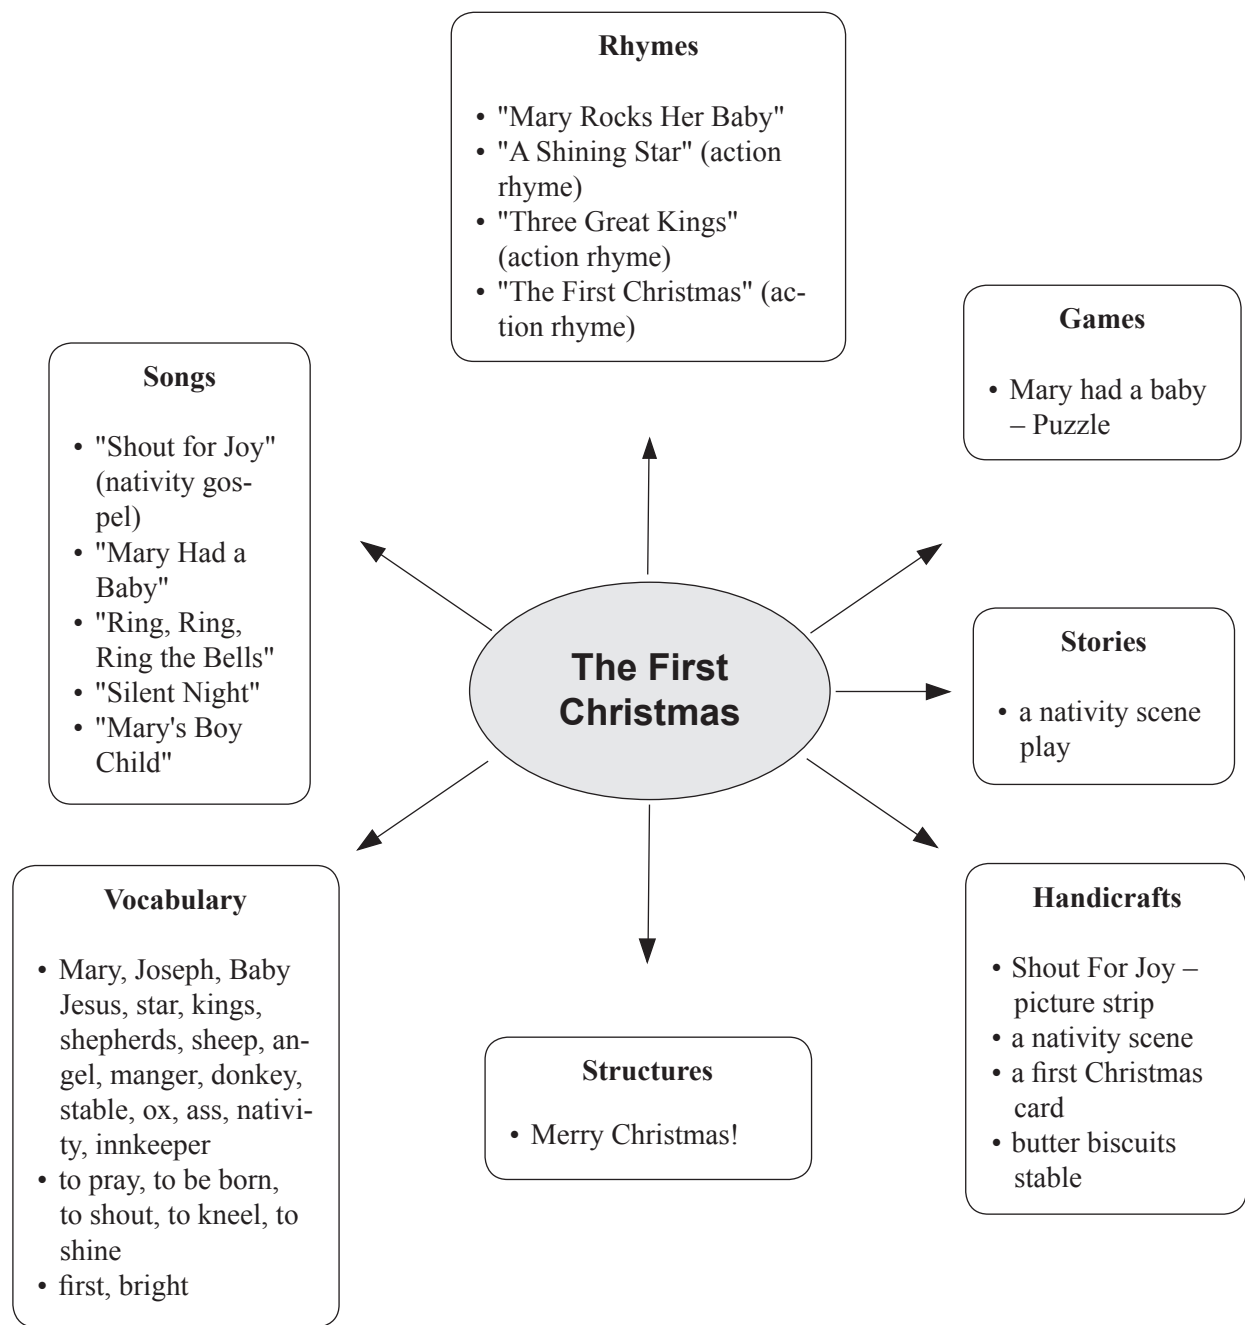 Rhymes
• "Mary Rocks Her Baby"
• "A Shining Star" (action
rhyme)
• "Three Great Kings"
(action rhyme)
• "The First Christmas" (ac-
tion rhyme)
Games
• Mary had a baby
– Puzzle
Songs
• "Shout for Joy"
(nativity gos-
pel)
• "Mary Had a
Baby"
• "Ring, Ring,
Ring the Bells"
• "Silent Night"
• "Mary's Boy
Child"
The First
Christmas
Stories
• a nativity scene
play
Vocabulary
• Mary, Joseph, Baby
Jesus, star, kings,
shepherds, sheep, an-
gel, manger, donkey,
stable, ox, ass, nativi-
ty, innkeeper
• to pray, to be born,
to shout, to kneel, to
shine
• first, bright
Structures
• Merry Christmas!
Handicrafts
• Shout For Joy –
picture strip
• a nativity scene
• a first Christmas
card
• butter biscuits
stable